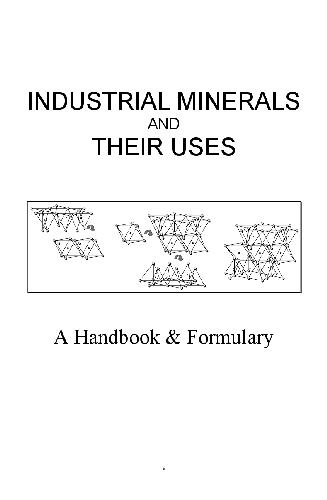 INDUSTRIAL MINERALS
AND
THEIR USES
A Handbook & Formulary